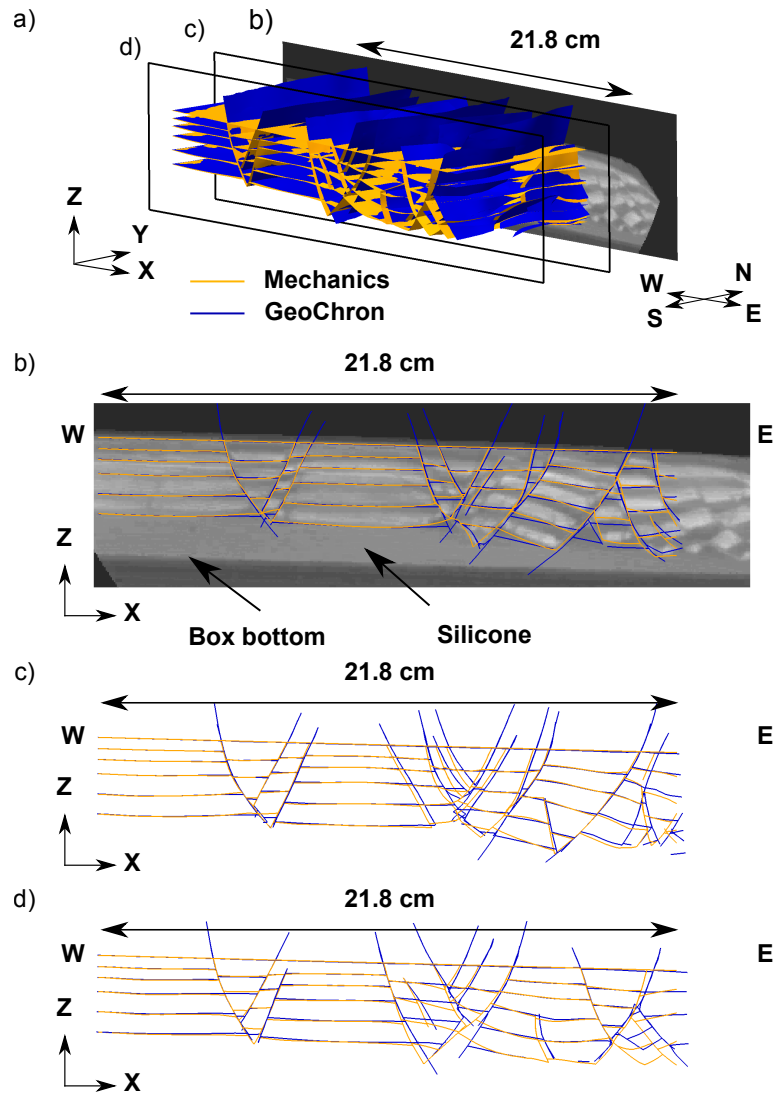 a)
b)
c)
d)
21.8 cm
Z
Y
X
Mechanics
GeoChron
W
N
S
E
b)
21.8 cm
W
E
Z
X
Box bottom
Silicone
c)
21.8 cm
W
E
Z
X
d)
21.8 cm
W
E
Z
X